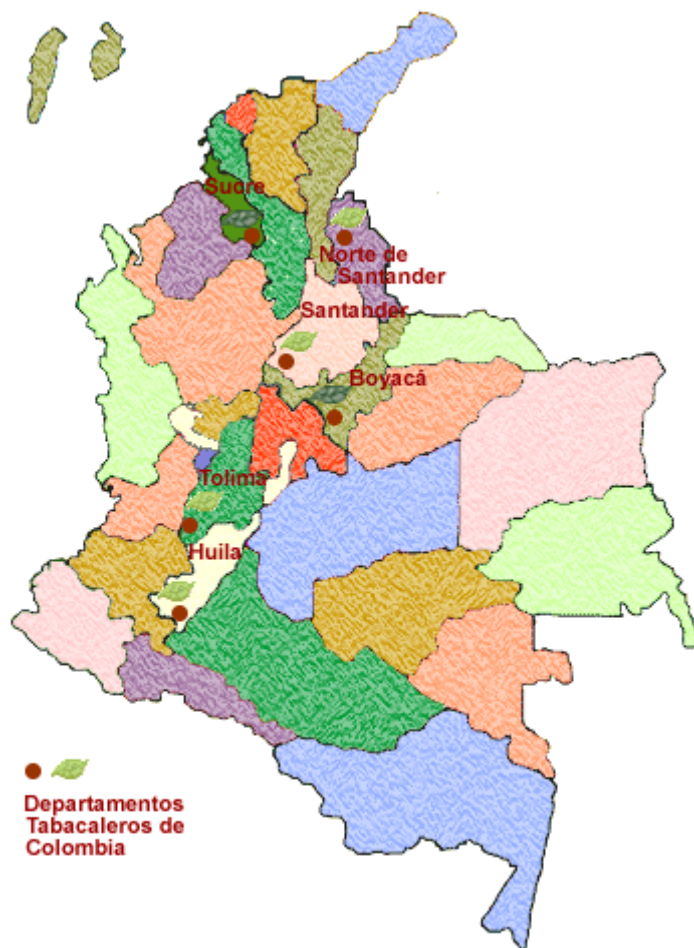 Sucre
Norte de
Santander
Santander
Boyacá
Tolima
Huila
Departamentos
Tabacaleros de
Colombia